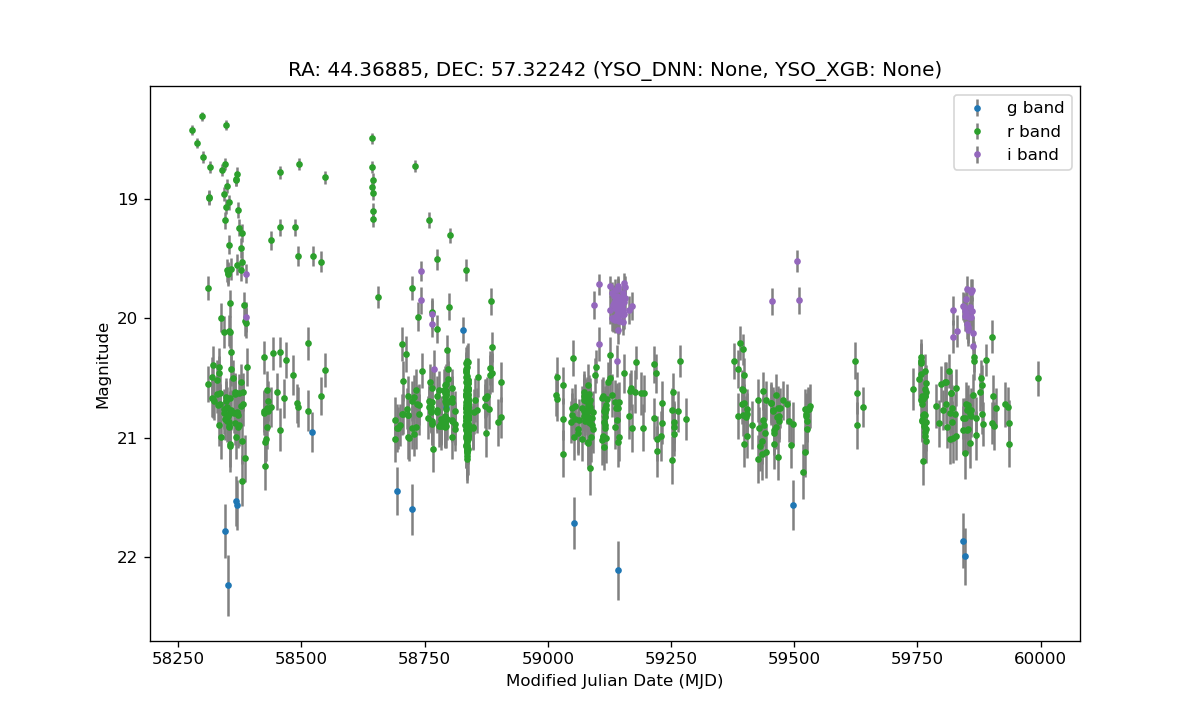 RA: 44.36885, DEC: 57.32242 (YSO_DNN: None, YSO_XGB: None)
g band
r band
i band
19
20
21
22
Magnitude
58250 58500 58750 59000 59250 59500 59750 60000
Modified Julian Date (MJD)